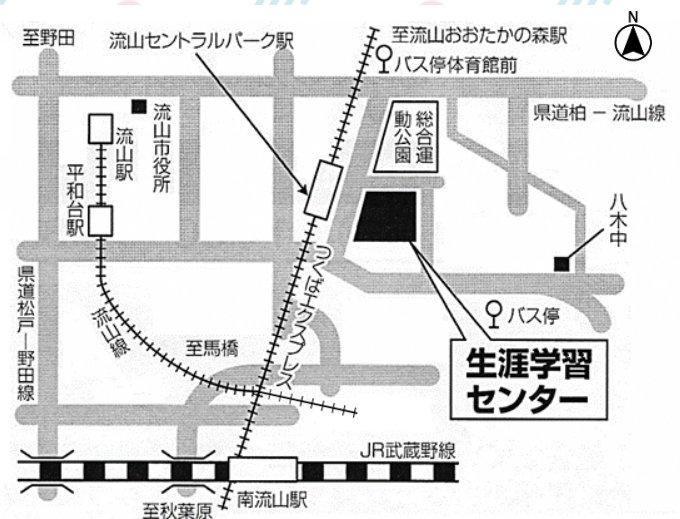 N
至野田
流山セントラルパーク駅
至流山おおたかの森駅
バス停体育館前
県道柏－流山線
流山市役所
流山駅
平和台駅
総合運
動公園
八木中
つくばエクスプレス
県道松戸―野田線
流山線
至馬橋
バス停
生涯学習
センター
JR武蔵野線
南流山駅
至秋葉原